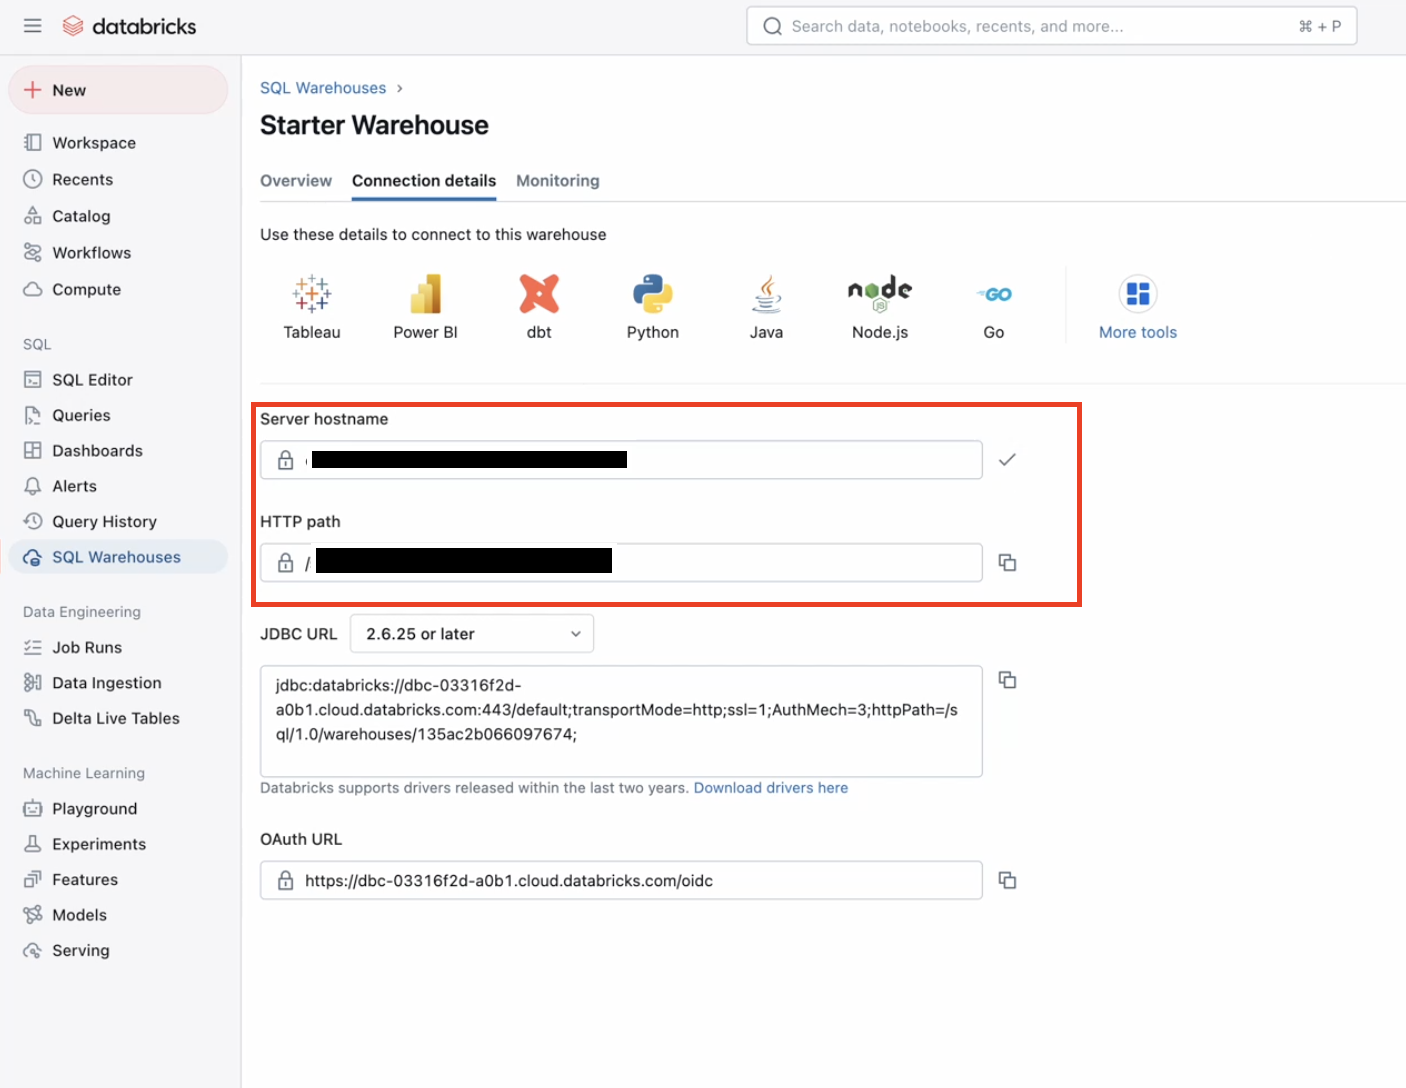 databricks
Search data, notebooks, recents, and more...
⌘ + P
New
Workspace
Recents
Catalog
Workflows
Compute
SQL
SQL Editor
Queries
Dashboards
Alerts
Query History
SQL Warehouses
Data Engineering
Job Runs
Data Ingestion
Delta Live Tables
Machine Learning
Playground
Experiments
Features
Models
Serving
SQL Warehouses ›
Starter Warehouse
Overview Connection details Monitoring
Use these details to connect to this warehouse
Tableau
Power BI
dbt
Python
Java
node
JS
Node.js
GO
Go
More tools
Server hostname
HTTP path
/
JDBC URL 2.6.25 or later
jdbc:databricks://dbc-03316f2d-
a0b1.cloud.databricks.com:443/default;transportMode=http;ssl=1;AuthMech=3;httpPath=/s
ql/1.0/warehouses/135ac2b066097674;
Databricks supports drivers released within the last two years. Download drivers here
OAuth URL
https://dbc-03316f2d-a0b1.cloud.databricks.com/oidc